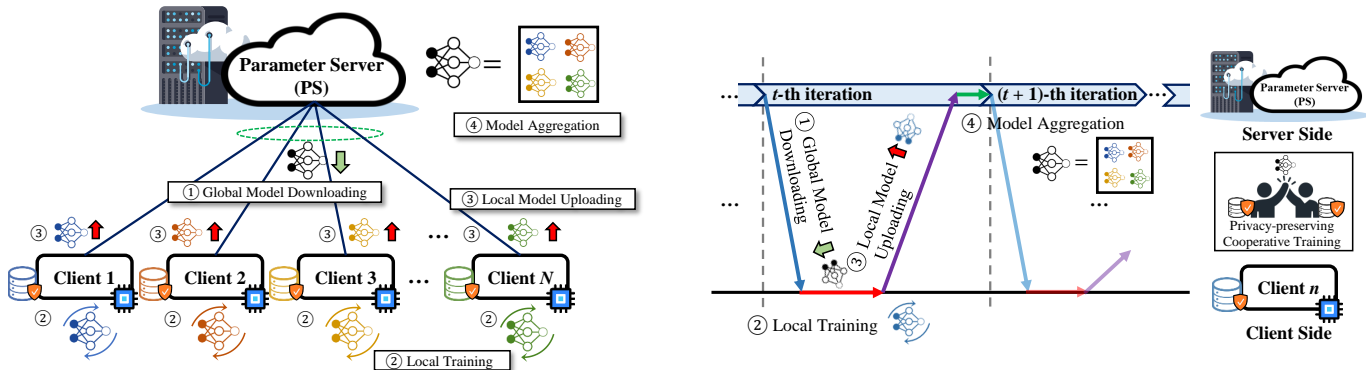 Parameter Server
(PS)
=
④ Model Aggregation
① Global Model Downloading
③ Local Model Uploading
③
③
③
...
③
Client 1
Client 2
Client 3
...
Client N
②
②
②
②
② Local Training
...
t-th iteration
(t + 1)-th iteration
...
① Global Model
Downloading
③ Local Model
Uploading
④ Model Aggregation
=
...
...
② Local Training
Parameter Server
(PS)
Server Side
Privacy-preserving
Cooperative Training
Client n
Client Side